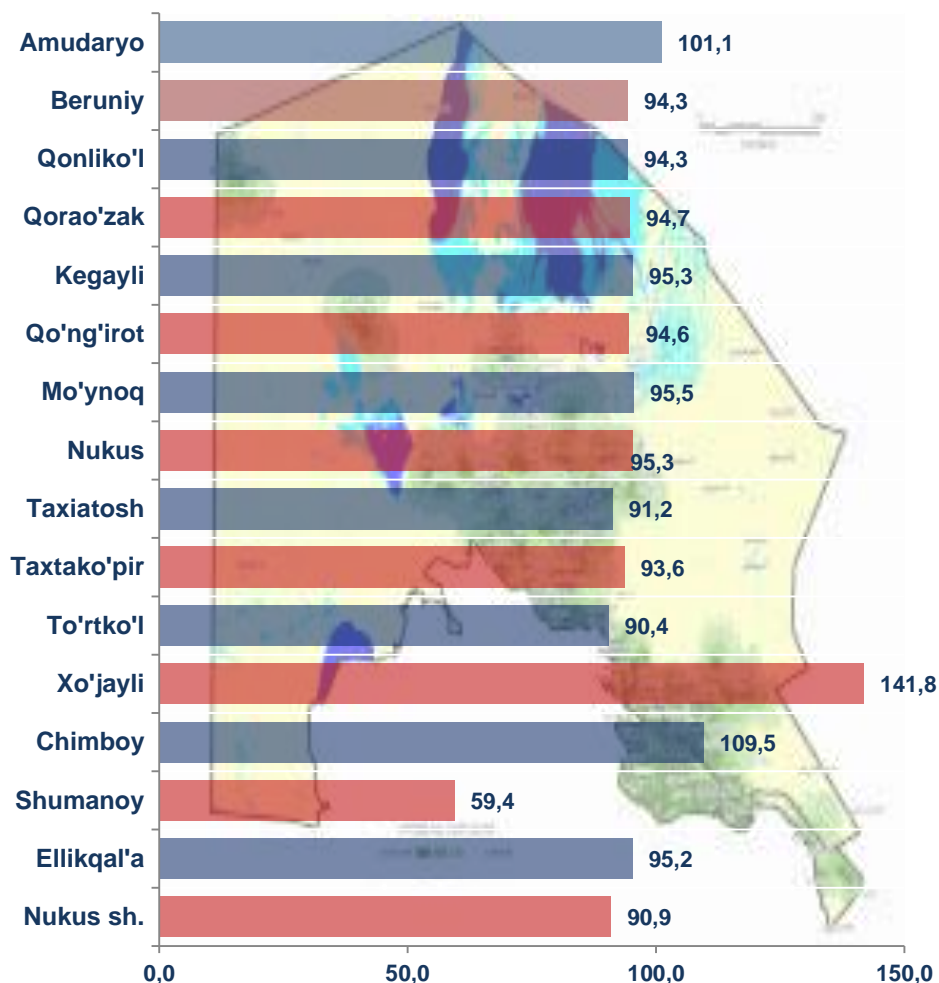 Amudaryo 101,1
Beruniy 94,3
Qonliko'l 94,3
Qorao'zak 94,7
Kegayli 95,3
Qo'ng'irot 94,6
Mo'ynoq 95,5
Nukus 95,3
Taxiatosh 91,2
Taxtako'pir 93,6
To'rtko'l 90,4
Xo'jayli 141,8
Chimboy 109,5
Shumanoy 59,4
Ellikqal'a 95,2
Nukus sh. 90,9
0,0 50,0 100,0 150,0